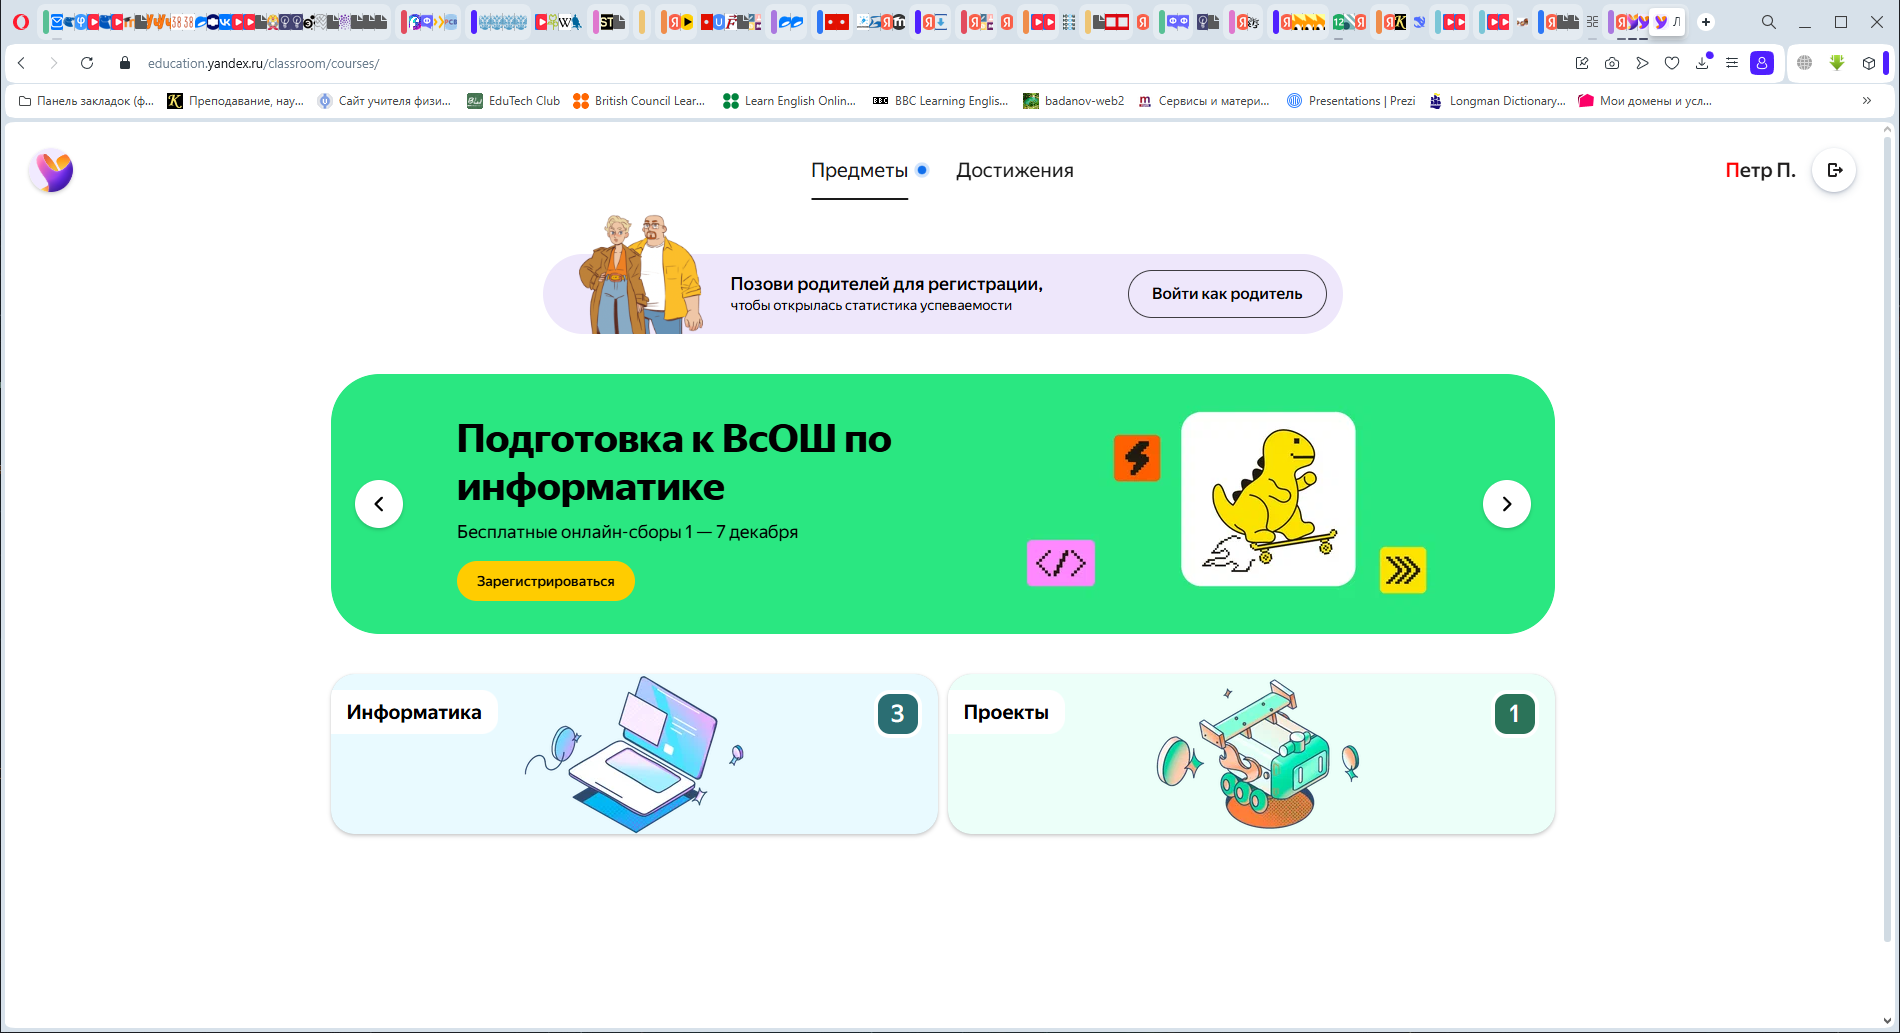 education.yandex.ru/classroom/courses/
Панель закладок (ф...
Преподавание, нау...
Сайт учителя физи...
EduTech Club
British Council Lear...
Learn English Onlin...
BBC Learning Englis...
badanov-web2
Сервисы и матери...
Presentations | Prezi
Longman Dictionary...
Мои домены и усл...
Предметы
Достижения
Петр П.
Позови родителей для регистрации,
чтобы открылась статистика успеваемости
Войти как родитель
Подготовка к ВсОШ по
информатике
Бесплатные онлайн-сборы 1 — 7 декабря
Зарегистрироваться
Информатика
3
Проекты
1